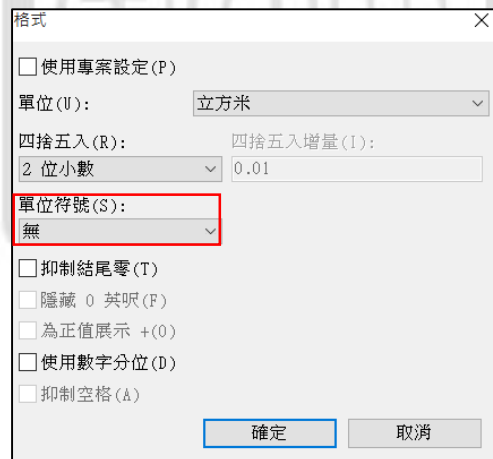 格式
使用專案設定(P)
單位(U): 立方米
四捨五入(R): 四捨五入增量(I):
2 位小數 0.01
單位符號(S):
無
抑制結尾零(T)
隱藏 0 英呎(F)
為正值展示 +(O)
使用數字分位(D)
抑制空格(A)
確定 取消